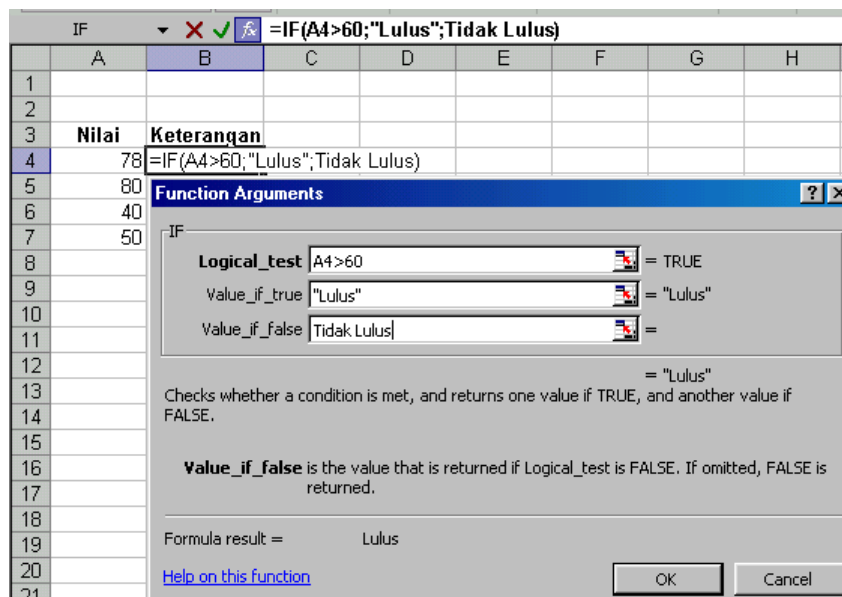 IF =IF(A4>60;"Lulus";Tidak Lulus)
A B C D E F G H
1
2
3 Nilai Keterangan
4 78 =IF(A4>60;"Lulus";Tidak Lulus)
5 80
6 40
7 50
8
9
10
11
12
13
14
15
16
17
18
19
20
21
Function Arguments
IF
Logical_test A4>60 = TRUE
Value_if_true "Lulus" = "Lulus"
Value_if_false Tidak Lulus =
= "Lulus"
Checks whether a condition is met, and returns one value if TRUE, and another value if
FALSE.
Value_if_false is the value that is returned if Logical_test is FALSE. If omitted, FALSE is
returned.
Formula result = Lulus
Help on this function OK Cancel